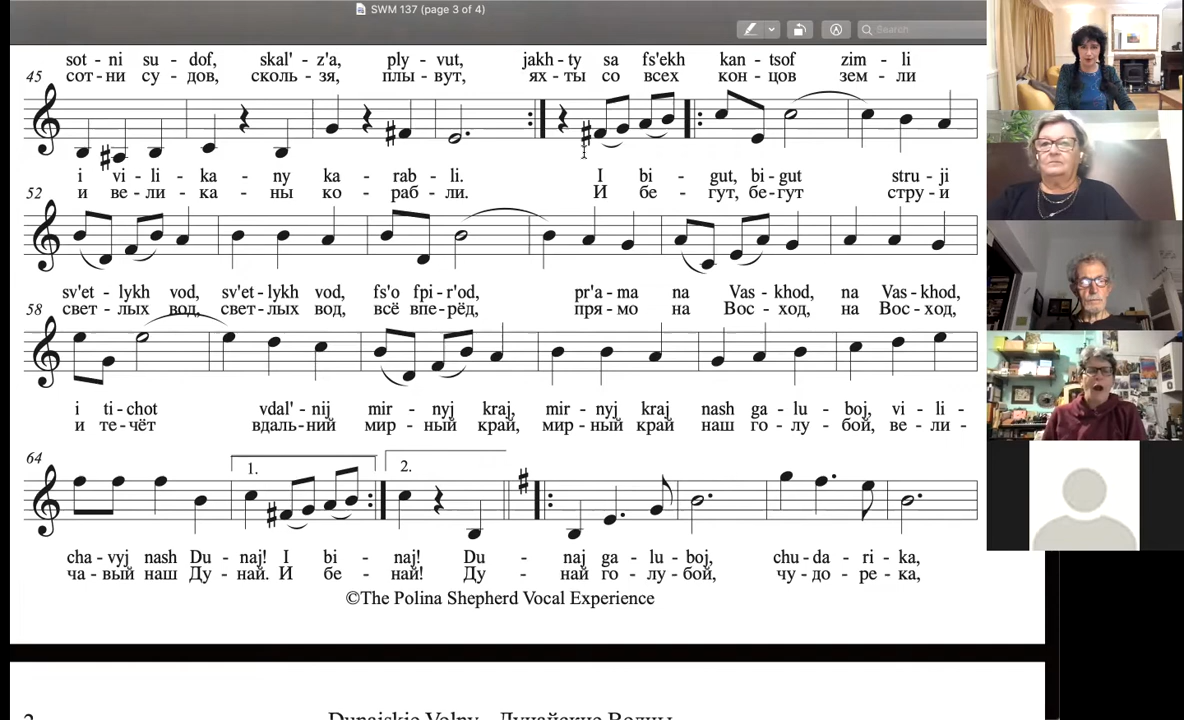 SWM 137 (page 3 of 4)
Search
sot - ni su - dof, skal' - z'a, ply - vut, jakh - ty sa fs'ekh kan - tsof zim - li
сот - ни су - дов, сколь - зя, плы - вут, ях - ты со всех кон - цов зем - ли
45
i vi - li - ka - ny ka - rab - li. I bi - gut, bi - gut stru - ji
и ве - ли - ка - ны ко - раб - ли. И бе - гут, бе - гут стру - и
52
sv'et - lykh vod, sv'et - lykh vod, fs'o fpi - r'od, pr'a - ma na Vas - khod, na Vas - khod,
свет - лых вод, свет - лых вод, всё впе - рёд, пря - мо на Вос - ход, на Вос - ход,
58
i ti - chot vdal' - nij mir - nyj kraj, mir - nyj kraj nash ga - lu - boj, vi - li -
и те - чёт вдаль - ний мир - ный край, мир - ный край наш го - лу - бой, ве - ли -
64
1. 2.
cha - vyj nash Du - naj! I bi - naj! Du - naj ga - lu - boj, chu - da - ri - ka,
ча - вый наш Ду - най. И бе - най! Ду - най го - лу - бой, чу - до - ре - ка,
©The Polina Shepherd Vocal Experience
2 Dunajskie Volny - Дунайские Волны